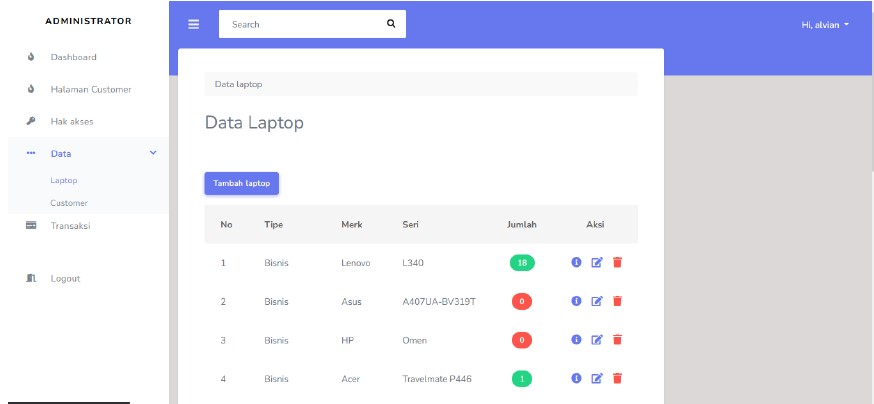 ADMINISTRATOR
Search
Hi, alvian
Dashboard
Halaman Customer
Hak akses
Data
Laptop
Customer
Transaksi
Logout
Data laptop
Data Laptop
Tambah laptop
No Tipe Merk Seri Jumlah Aksi
1 Bisnis Lenovo L340 18
2 Bisnis Asus A407UA-BV319T 0
3 Bisnis HP Omen 0
4 Bisnis Acer Travelmate P446 1